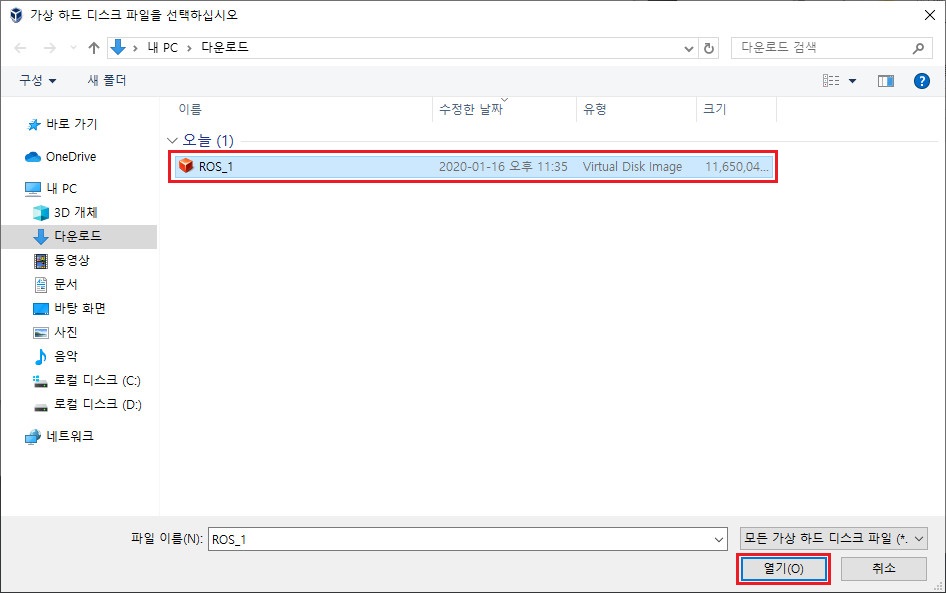 가상 하드 디스크 파일을 선택하십시오
내 PC > 다운로드
다운로드 검색
구성 새 폴더
이름 수정한 날짜 유형 크기
오늘 (1)
ROS_1 2020-01-16 오후 11:35 Virtual Disk Image 11,650,04...
바로 가기
OneDrive
내 PC
3D 개체
다운로드
동영상
문서
바탕 화면
사진
음악
로컬 디스크 (C:)
로컬 디스크 (D:)
네트워크
파일 이름(N): ROS_1 모든 가상 하드 디스크 파일 (*.
열기(O) 취소